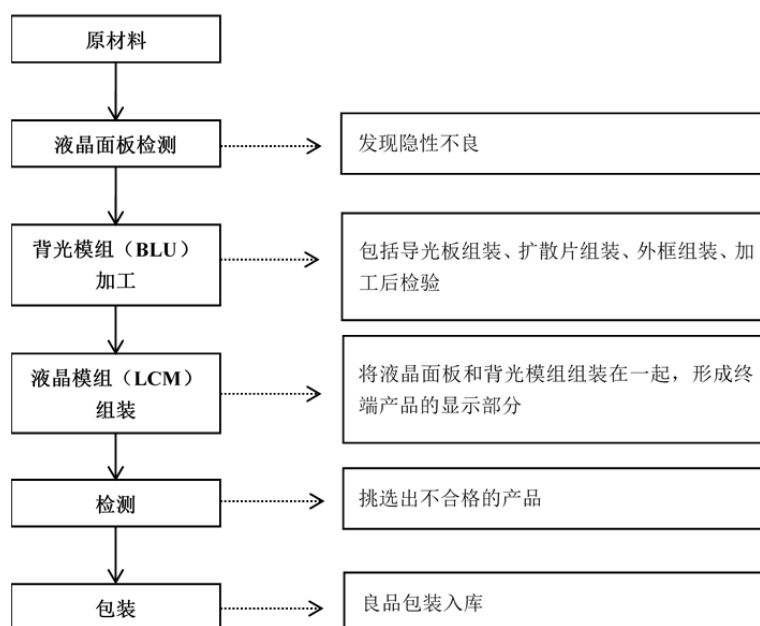 原材料
液晶面板检测
发现隐性不良
背光模组（BLU）
加工
包括导光板组装、扩散片组装、外框组装、加
工后检验
液晶模组（LCM）
组装
将液晶面板和背光模组组装在一起，形成终
端产品的显示部分
检测
挑选出不合格的产品
包装
良品包装入库